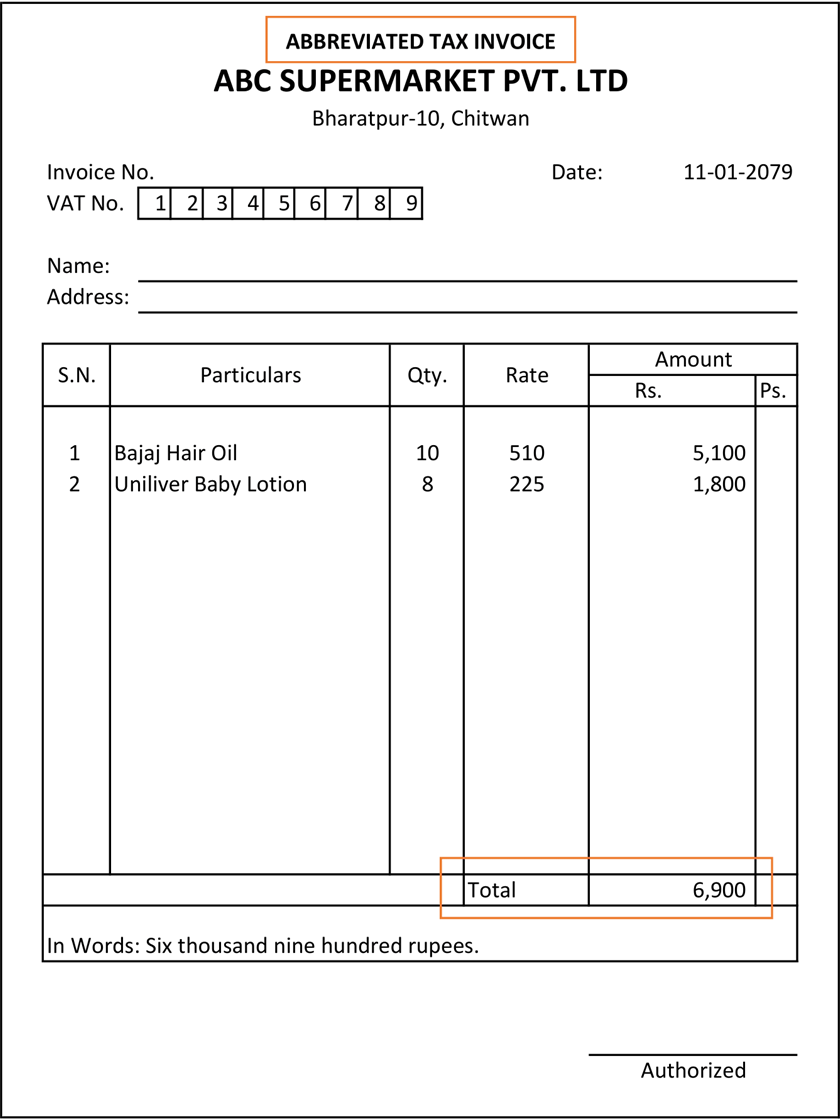 ABBREVIATED TAX INVOICE
ABC SUPERMARKET PVT. LTD
Bharatpur-10, Chitwan
Invoice No. Date: 11-01-2079
VAT No. 1 2 3 4 5 6 7 8 9
Name:
Address:
S.N. Particulars Qty. Rate Amount
Rs. Ps.
1 Bajaj Hair Oil 10 510 5,100
2 Uniliver Baby Lotion 8 225 1,800
Total 6,900
In Words: Six thousand nine hundred rupees.
Authorized